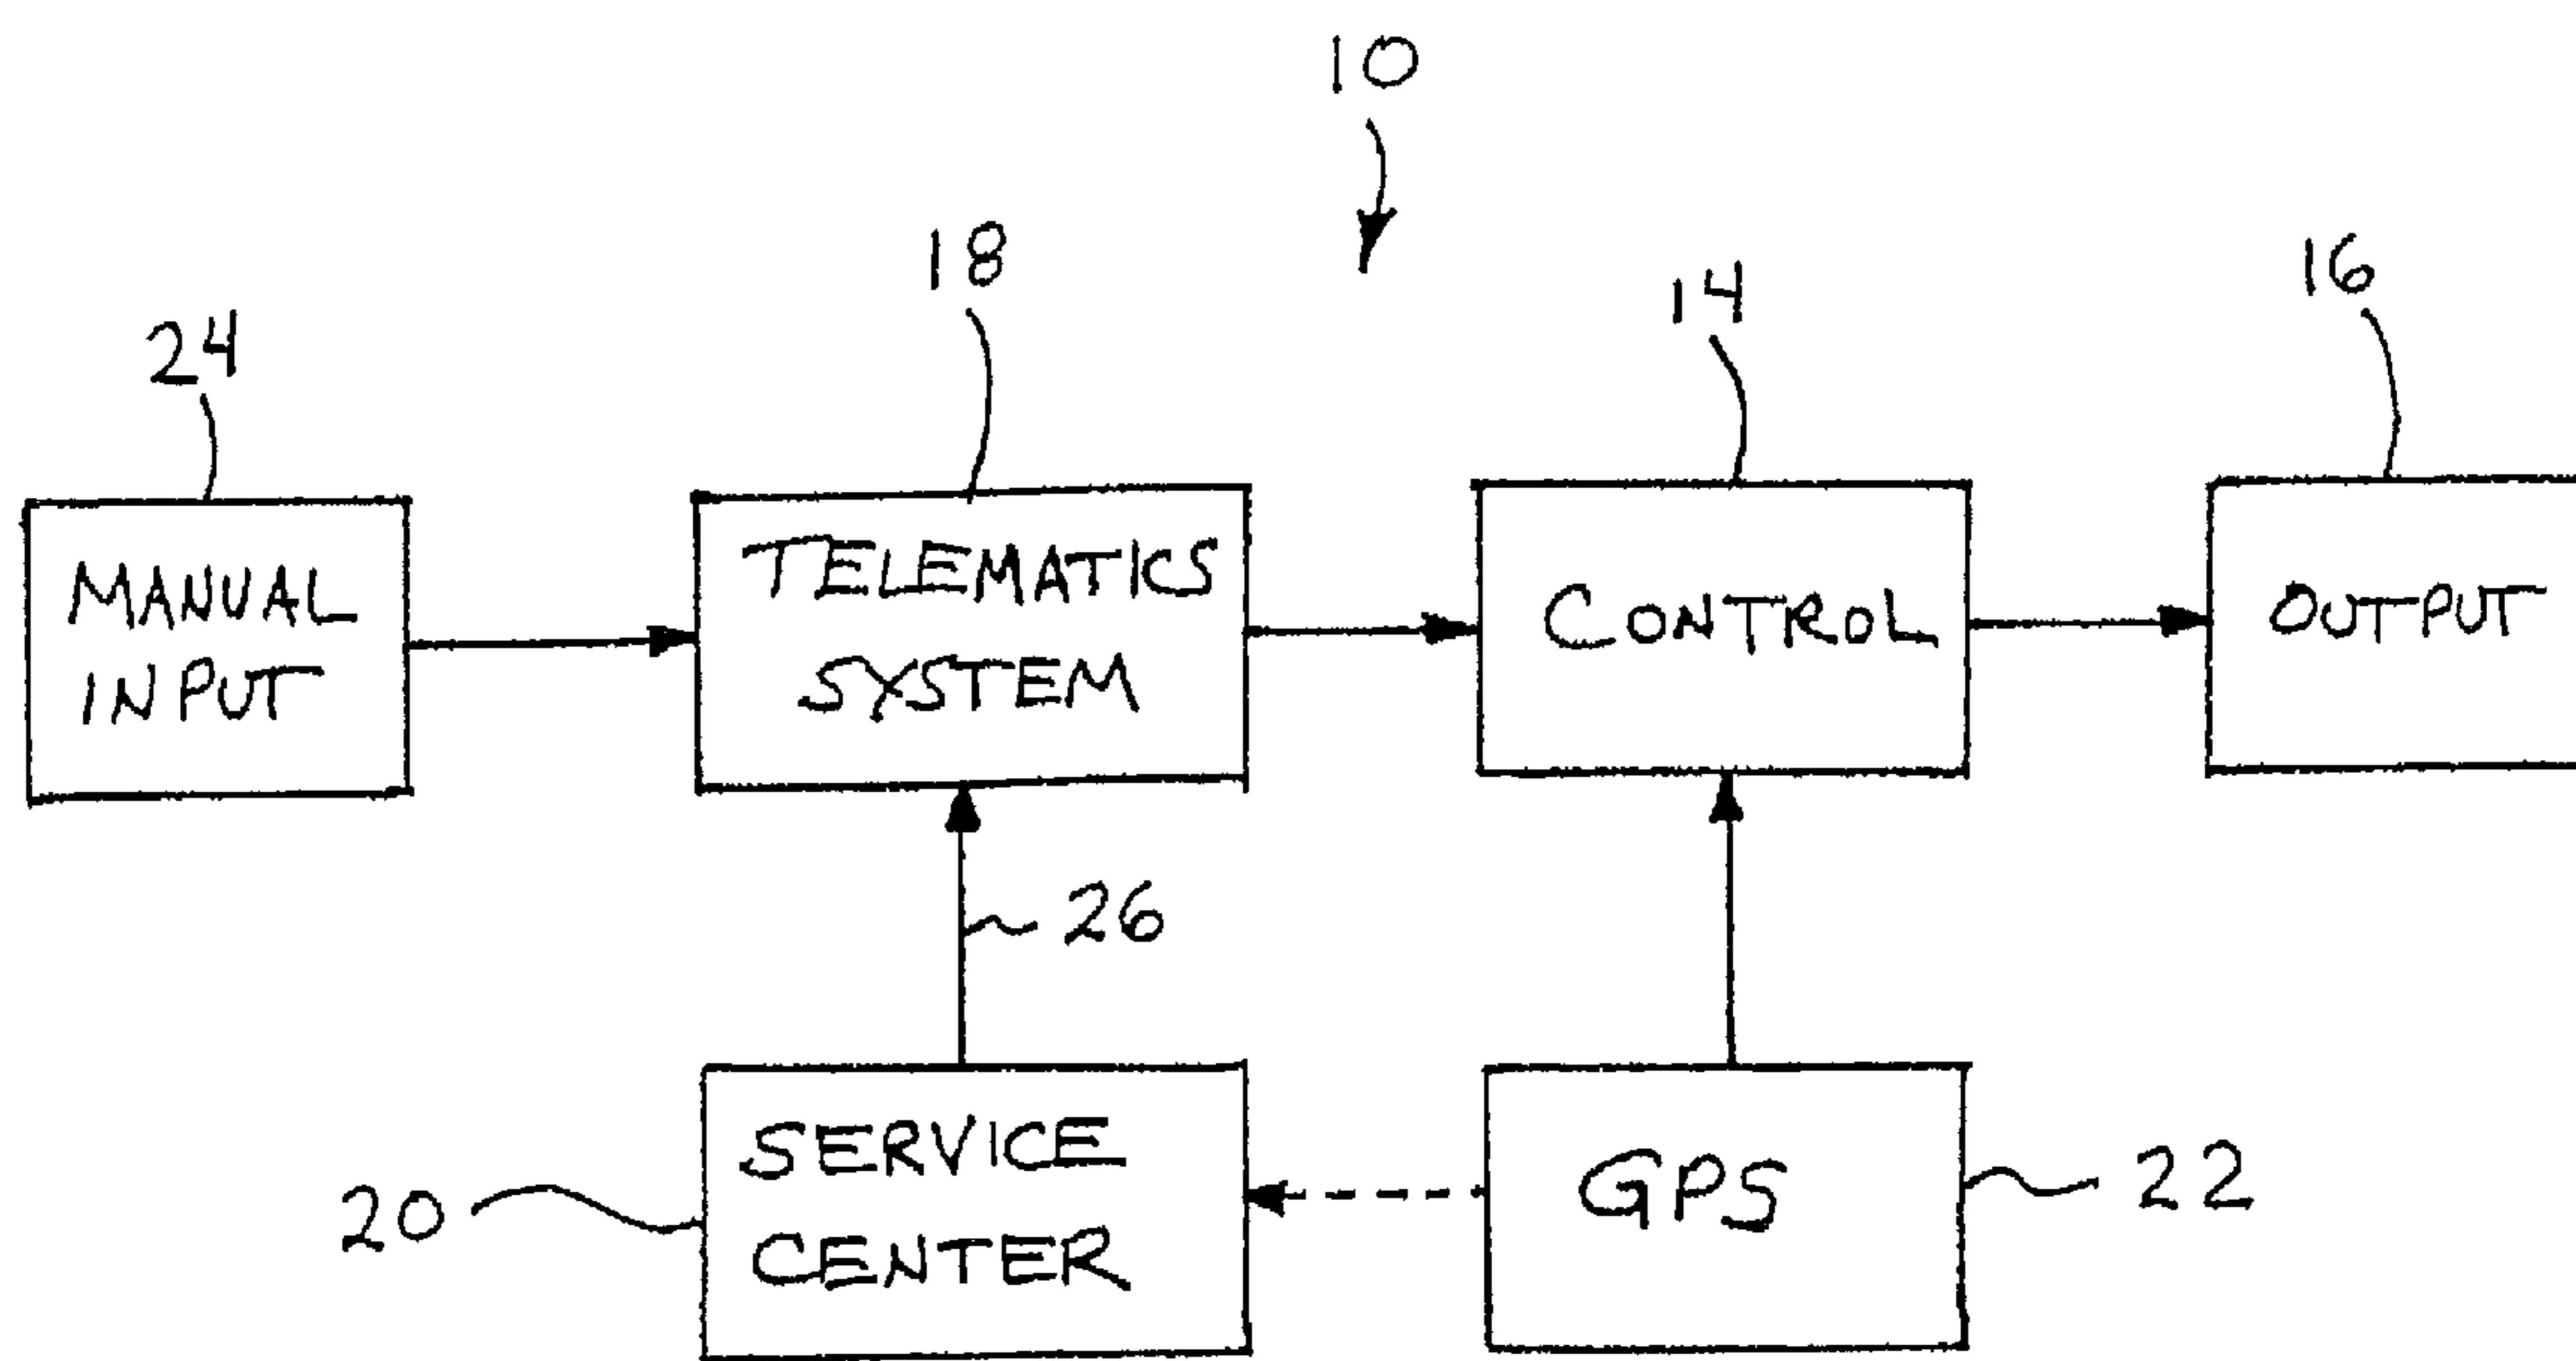 10
18
14
16
24
MANUAL
INPUT
TELEMATICS
SYSTEM
CONTROL
OUTPUT
26
SERVICE
CENTER
20
GPS
22